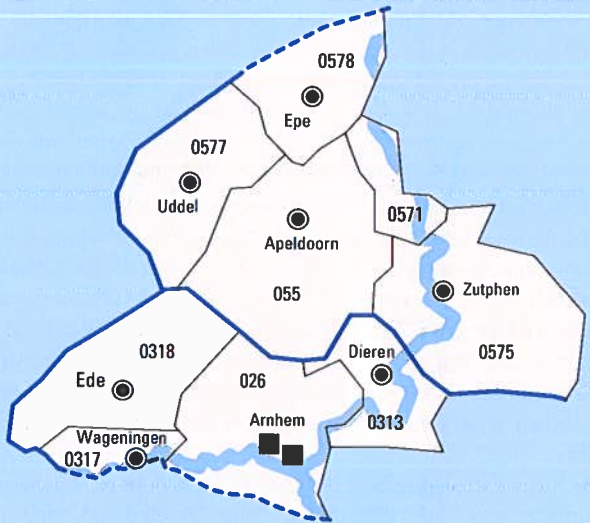 0578
Epe
0577
Uddel
0571
Apeldoorn
055
Zutphen
0318
Dieren
0575
026
Ede
Arnhem
0313
Wageningen
0317